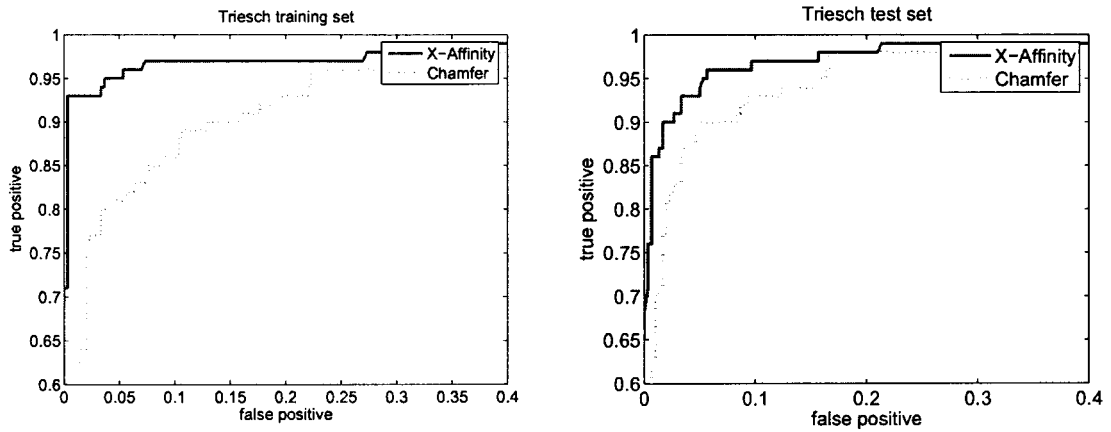 Triesch training set
1
0.95
0.9
0.85
0.8
0.75
0.7
0.65
0.6
true positive
X-Affinity
Chamfer
0 0.05 0.1 0.15 0.2 0.25 0.3 0.35 0.4
false positive
Triesch test set
1
0.95
0.9
0.85
0.8
0.75
0.7
0.65
0.6
true positive
X-Affinity
Chamfer
0 0.1 0.2 0.3 0.4
false positive